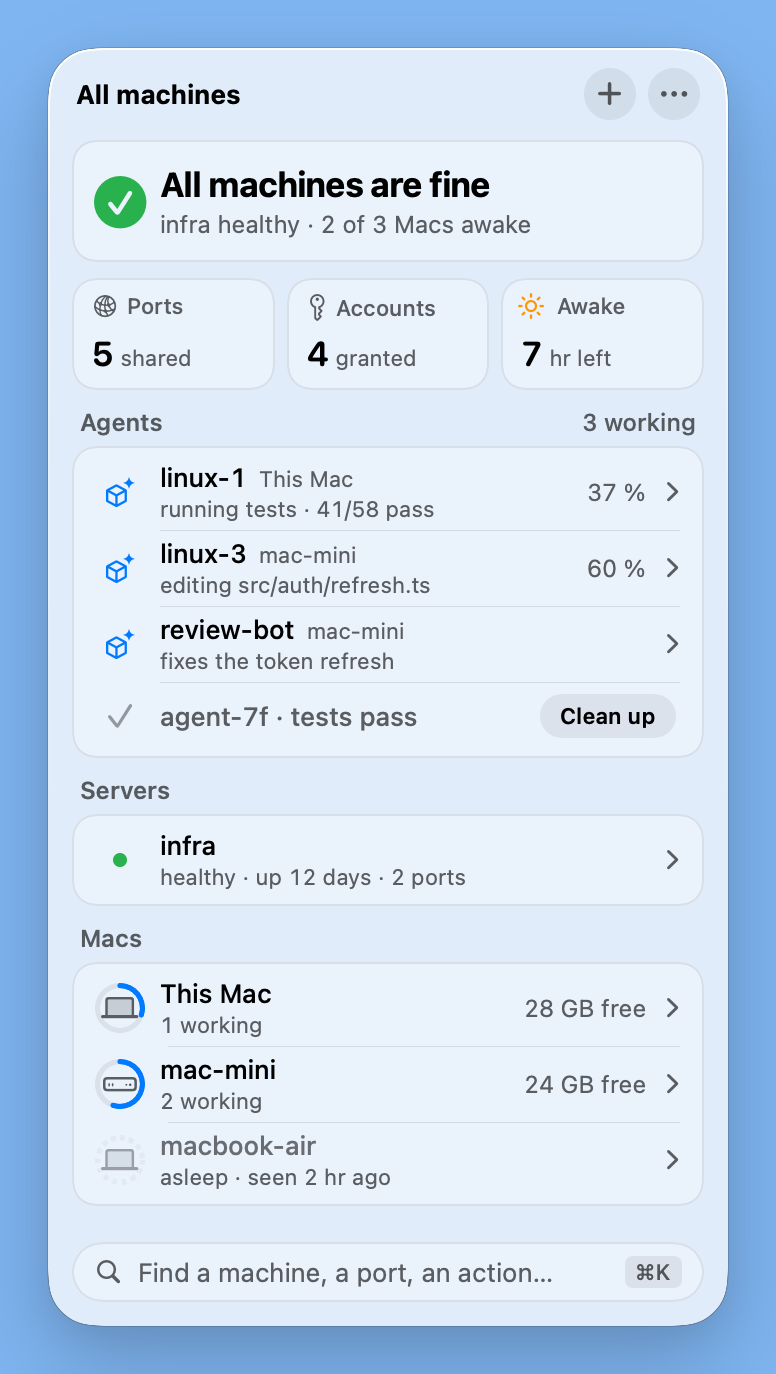 All machines
All machines are fine
infra healthy · 2 of 3 Macs awake
Ports
5 shared
Accounts
4 granted
Awake
7 hr left
Agents
3 working
linux-1 This Mac
running tests · 41/58 pass
37 %
linux-3 mac-mini
editing src/auth/refresh.ts
60 %
review-bot mac-mini
fixes the token refresh
agent-7f · tests pass
Clean up
Servers
infra
healthy · up 12 days · 2 ports
Macs
This Mac
1 working
28 GB free
mac-mini
2 working
24 GB free
macbook-air
asleep · seen 2 hr ago
Find a machine, a port, an action...
⌘K